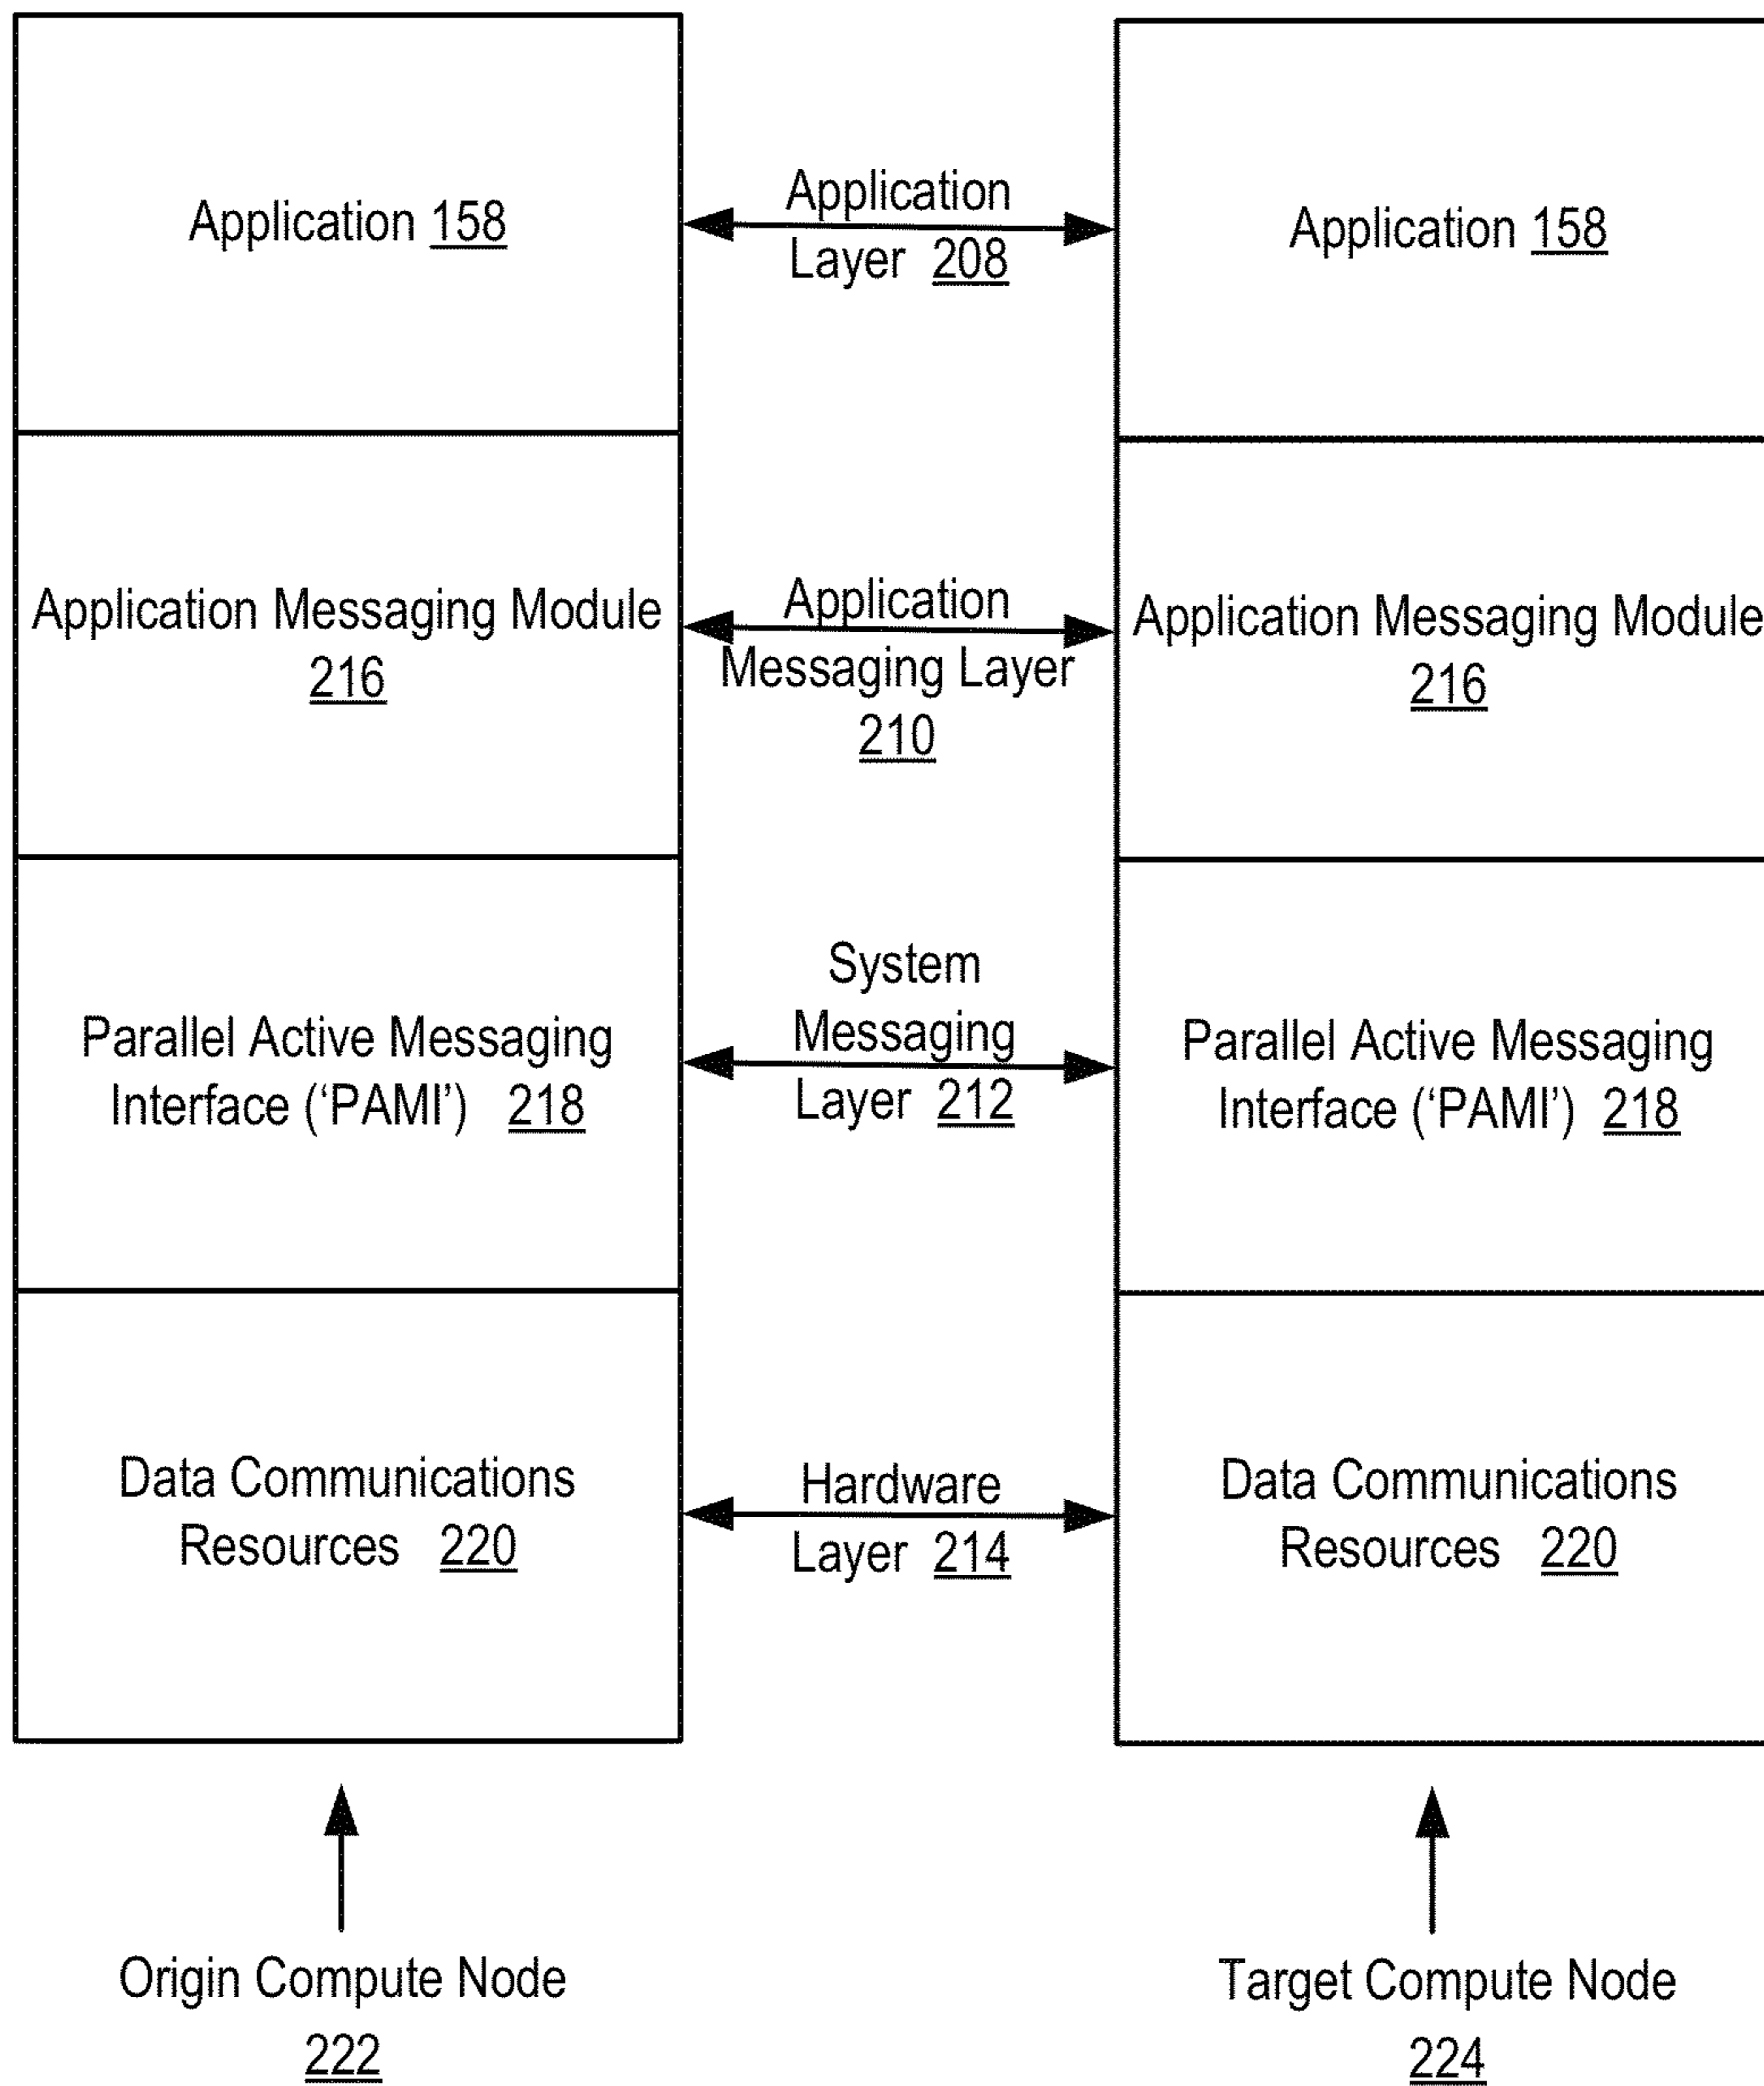 Application 158
Application
Layer 208
Application 158
Application Messaging Module
216
Application
Messaging Layer
210
Application Messaging Module
216
Parallel Active Messaging
Interface (‘PAMI’) 218
System
Messaging
Layer 212
Parallel Active Messaging
Interface (‘PAMI’) 218
Data Communications
Resources 220
Hardware
Layer 214
Data Communications
Resources 220
Origin Compute Node
222
Target Compute Node
224